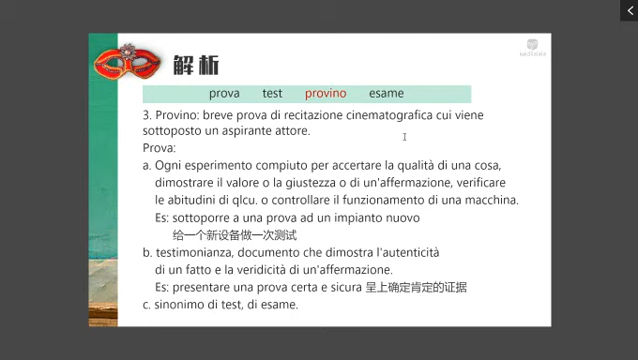 解析
prova test provino esame
3. Provino: breve prova di recitazione cinematografica cui viene
sottoposto un aspirante attore.
Prova:
a. Ogni esperimento compiuto per accertare la qualità di una cosa,
dimostrare il valore o la giustezza o di un'affermazione, verificare
le abitudini di qlcu. o controllare il funzionamento di una macchina.
Es: sottoporre a una prova ad un impianto nuovo
给一个新设备做一次测试
b. testimonianza, documento che dimostra l'autenticità
di un fatto e la veridicità di un'affermazione.
Es: presentare una prova certa e sicura 呈上确定肯定的证据
c. sinonimo di test, di esame.